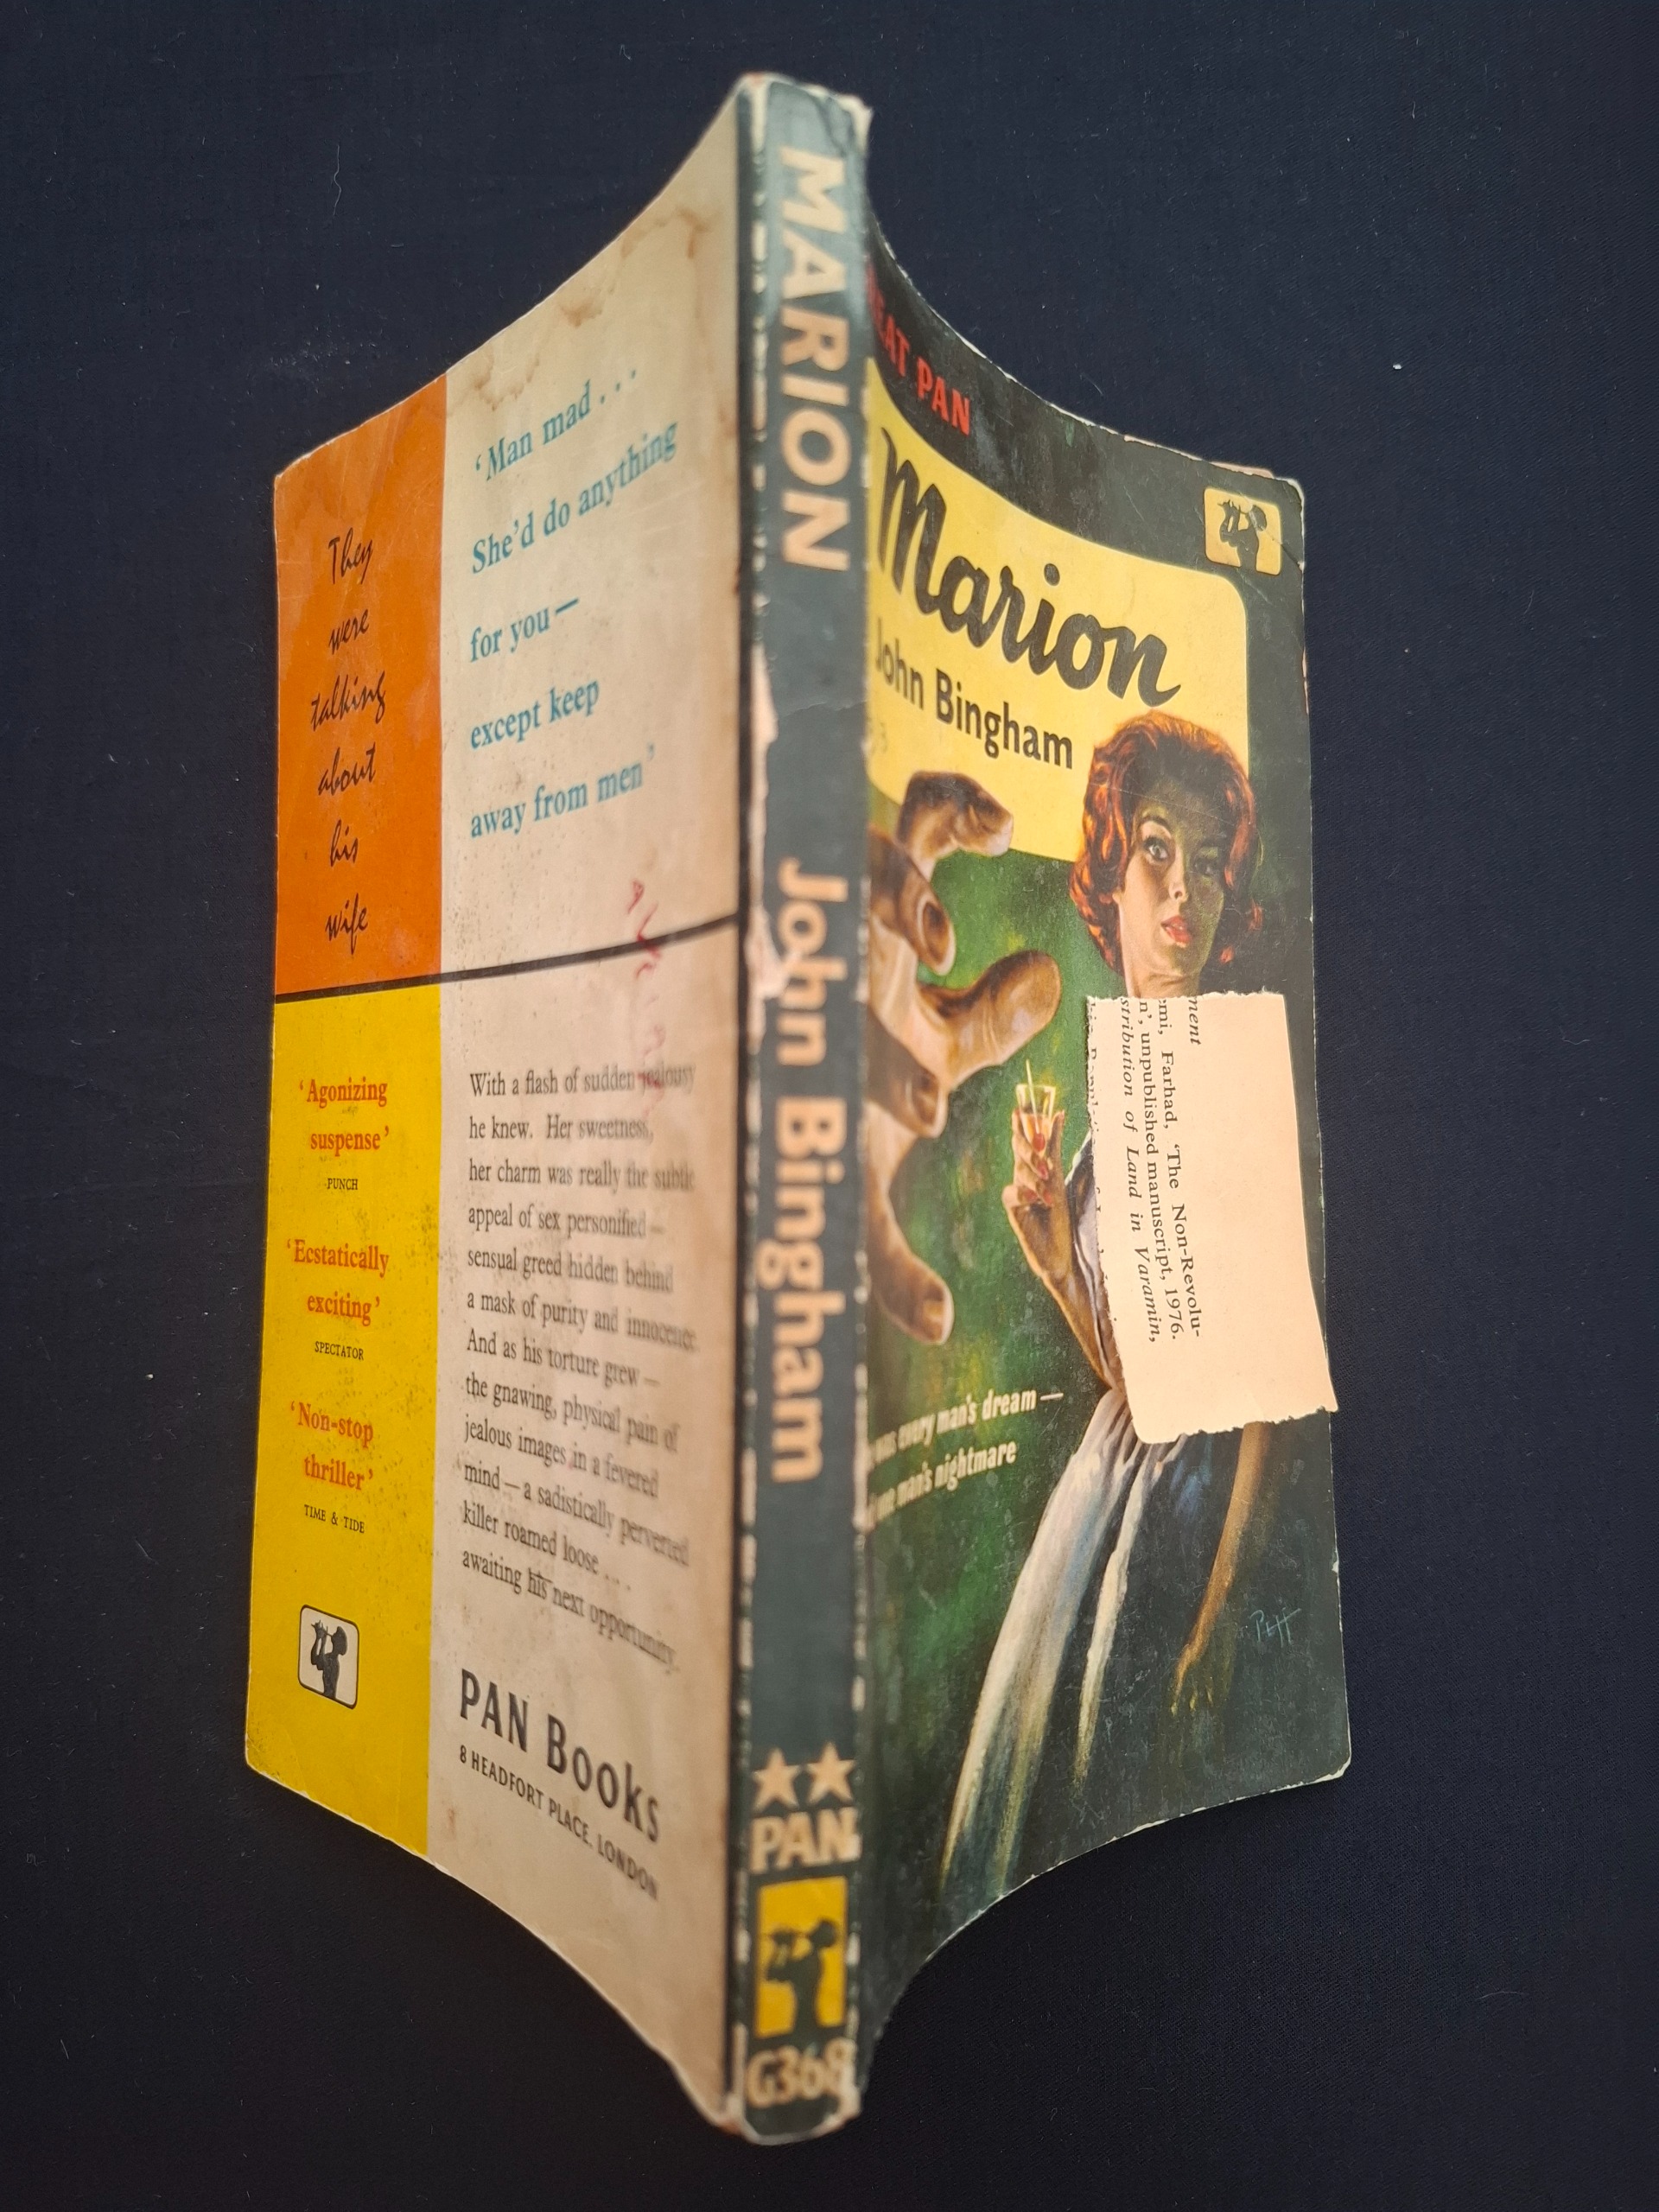 They
were
talking
about
his
wife
'Agonizing
suspense'
PUNCH
'Ecstatically
exciting'
SPECTATOR
'Non-stop
thriller'
TIME & TIDE
'Man mad . . .
She'd do anything
for you —
except keep
away from men'
With a flash of sudden jealousy
he knew. Her sweetness,
her charm was really the subtle
appeal of sex personified —
sensual greed hidden behind
a mask of purity and innocence.
And as his torture grew —
the gnawing, physical pain of
jealous images in a fevered
mind — a sadistically perverted
killer roamed loose . . .
awaiting his next opportunity.
PAN Books
8 HEADFORT PLACE, LONDON
MARION
John Bingham
PAN
G368
EAT PAN
Marion
John Bingham
was every man's dream —
one man's nightmare
Peff
ment
emi, Farhad, 'The Non-Revolu-
n', unpublished manuscript, 1976.
stribution of Land in Varamin,